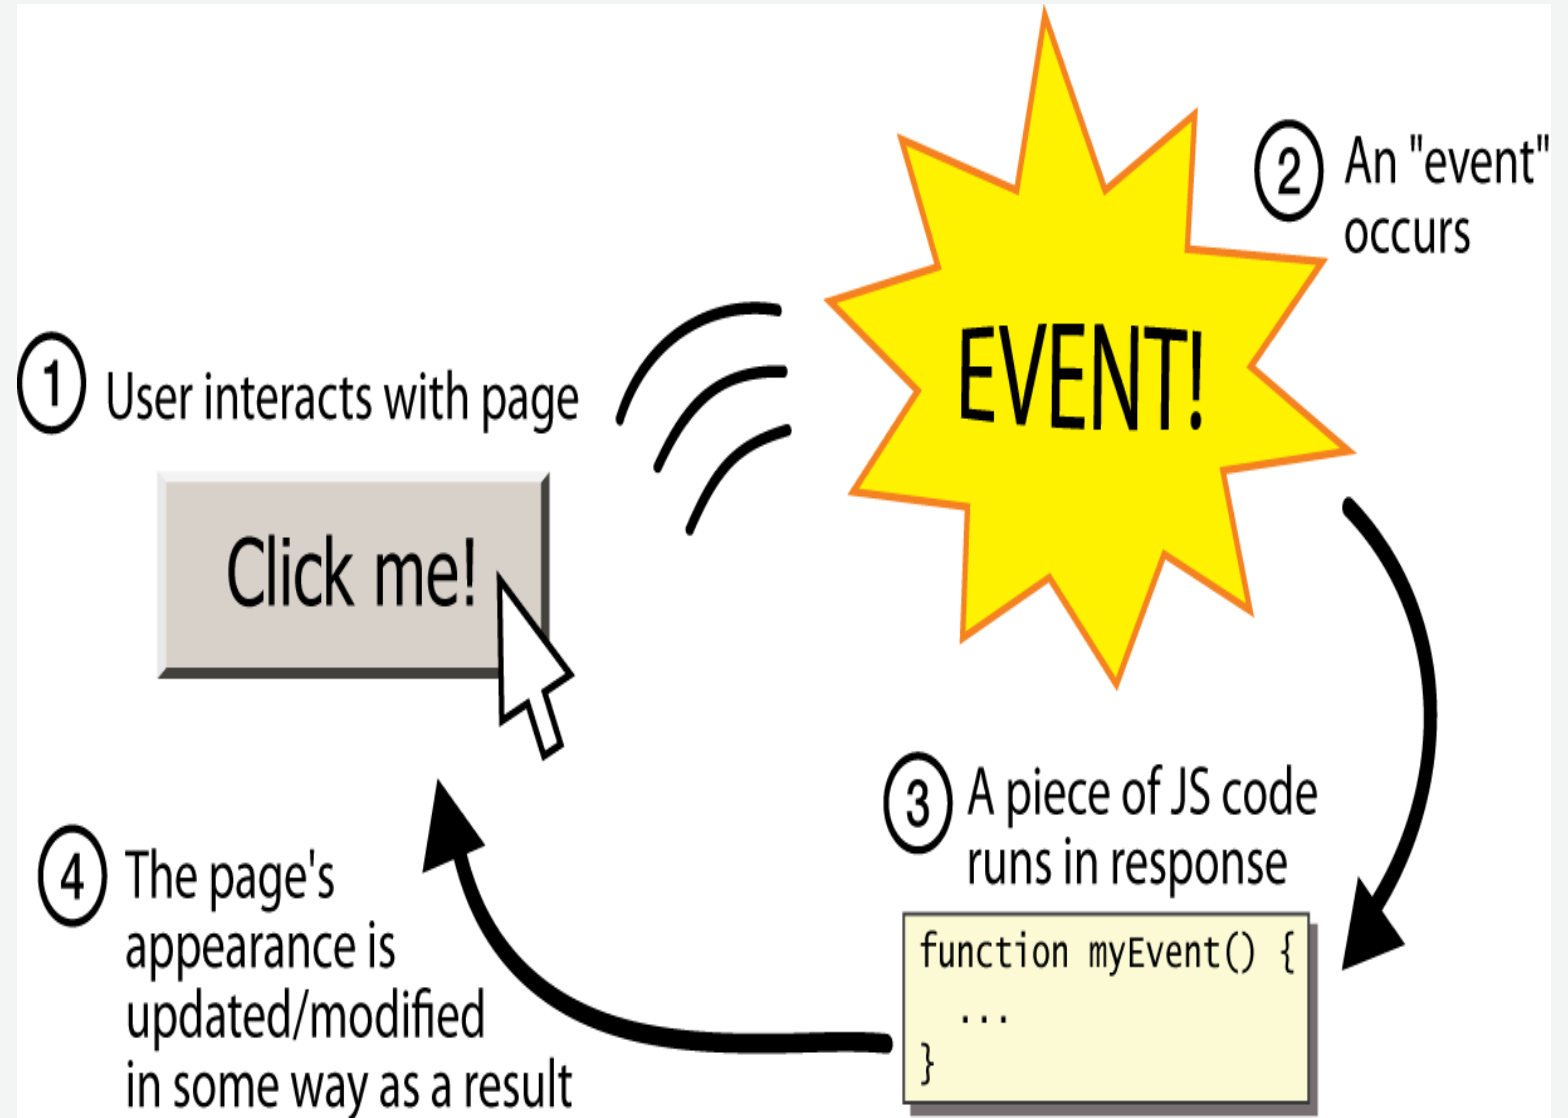 1 User interacts with page
Click me!
EVENT!
2 An "event"
occurs
3 A piece of JS code
runs in response
function myEvent() {
...
}
4 The page's
appearance is
updated/modified
in some way as a result